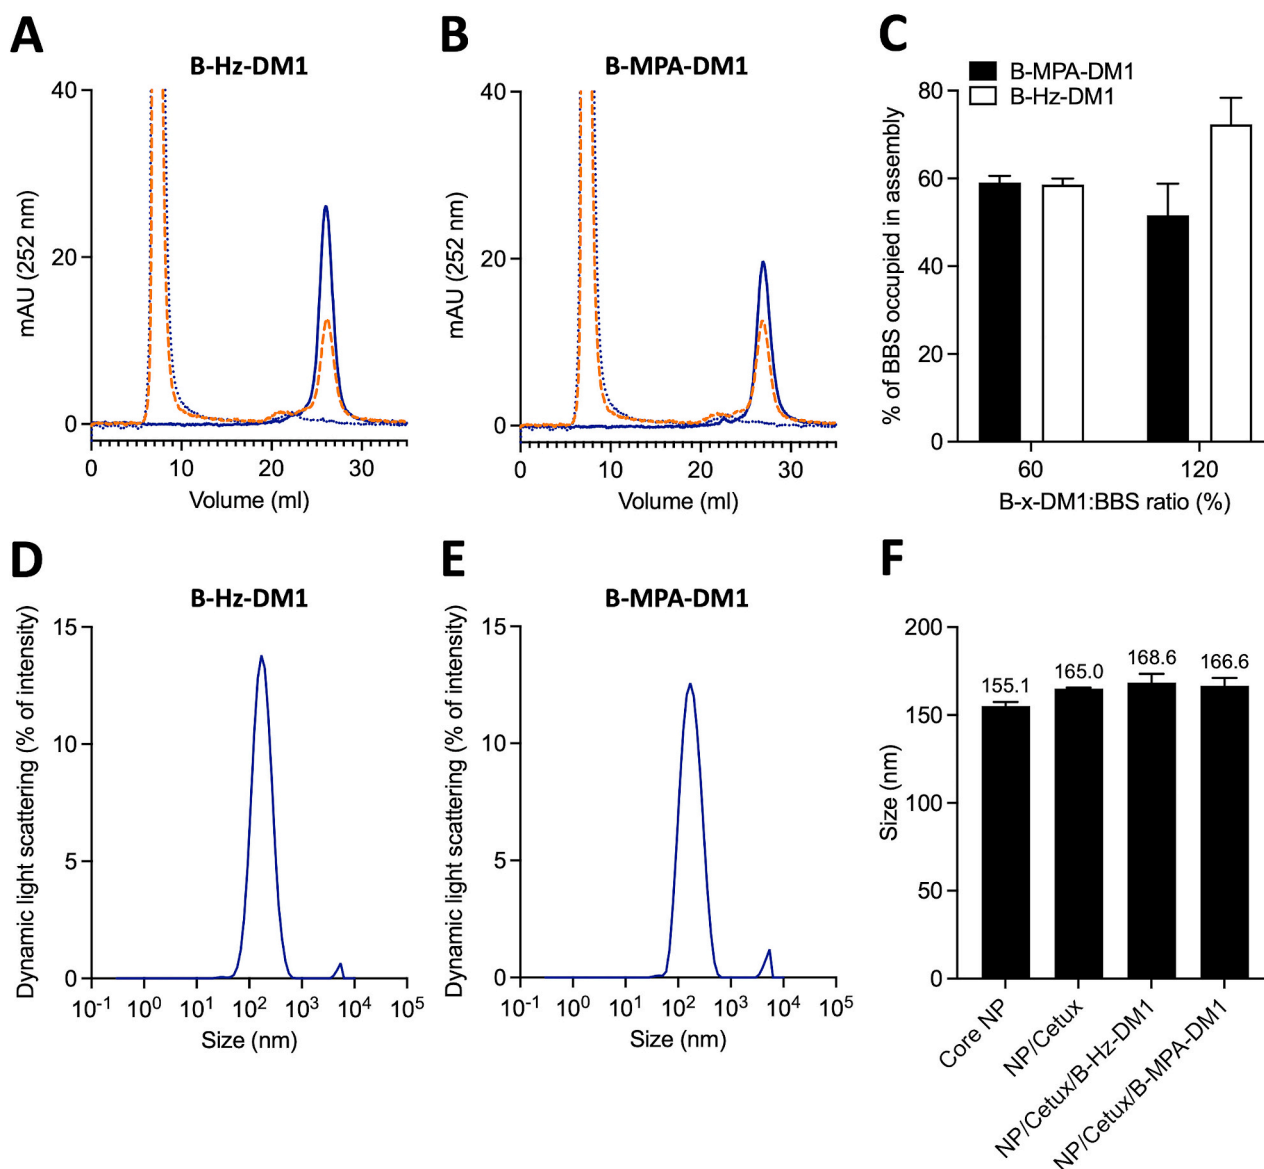 A
B-Hz-DM1
mAU (252 nm)
40
20
0
0 10 20 30
Volume (ml)
B
B-MPA-DM1
mAU (252 nm)
40
20
0
0 10 20 30
Volume (ml)
C
B-MPA-DM1
B-Hz-DM1
% of BBS occupied in assembly
80
60
40
20
0
60 120
B-x-DM1:BBS ratio (%)
D
B-Hz-DM1
Dynamic light scattering (% of intensity)
15
10
5
0
10-1 100 101 102 103 104 105
Size (nm)
E
B-MPA-DM1
Dynamic light scattering (% of intensity)
15
10
5
0
10-1 100 101 102 103 104 105
Size (nm)
F
Size (nm)
200
150
100
50
0
155.1 165.0 168.6 166.6
Core NP
NP/Cetux
NP/Cetux/B-Hz-DM1
NP/Cetux/B-MPA-DM1